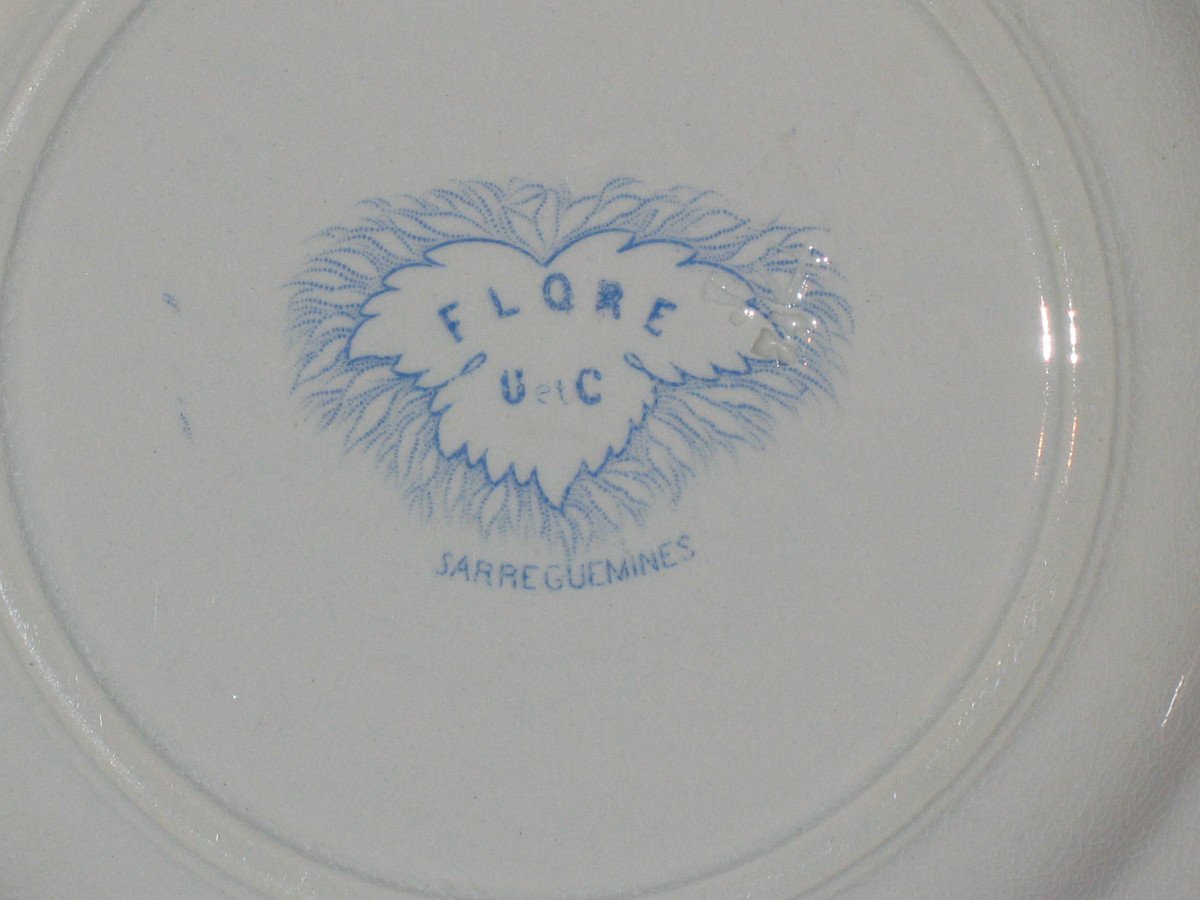 FLORE
U et C
SARREGUEMINES